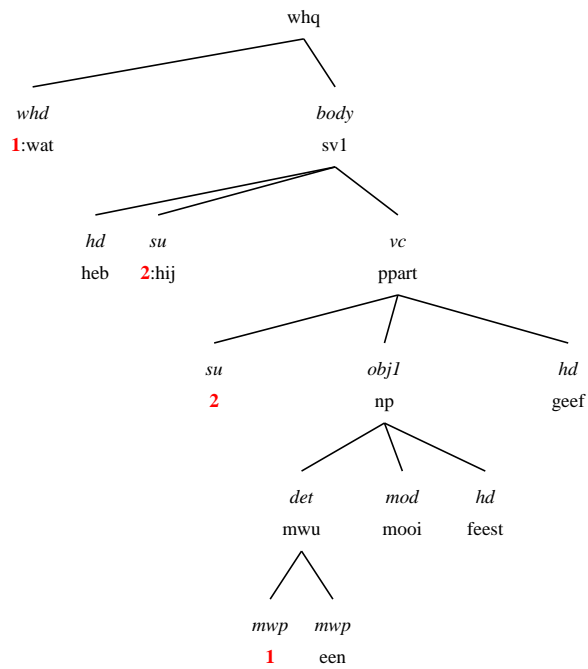 whq
whd body
1:wat sv1
hd su vc
heb 2:hij ppart
su obj1 hd
2 np geef
det mod hd
mwu mooi feest
mwp mwp
1 een